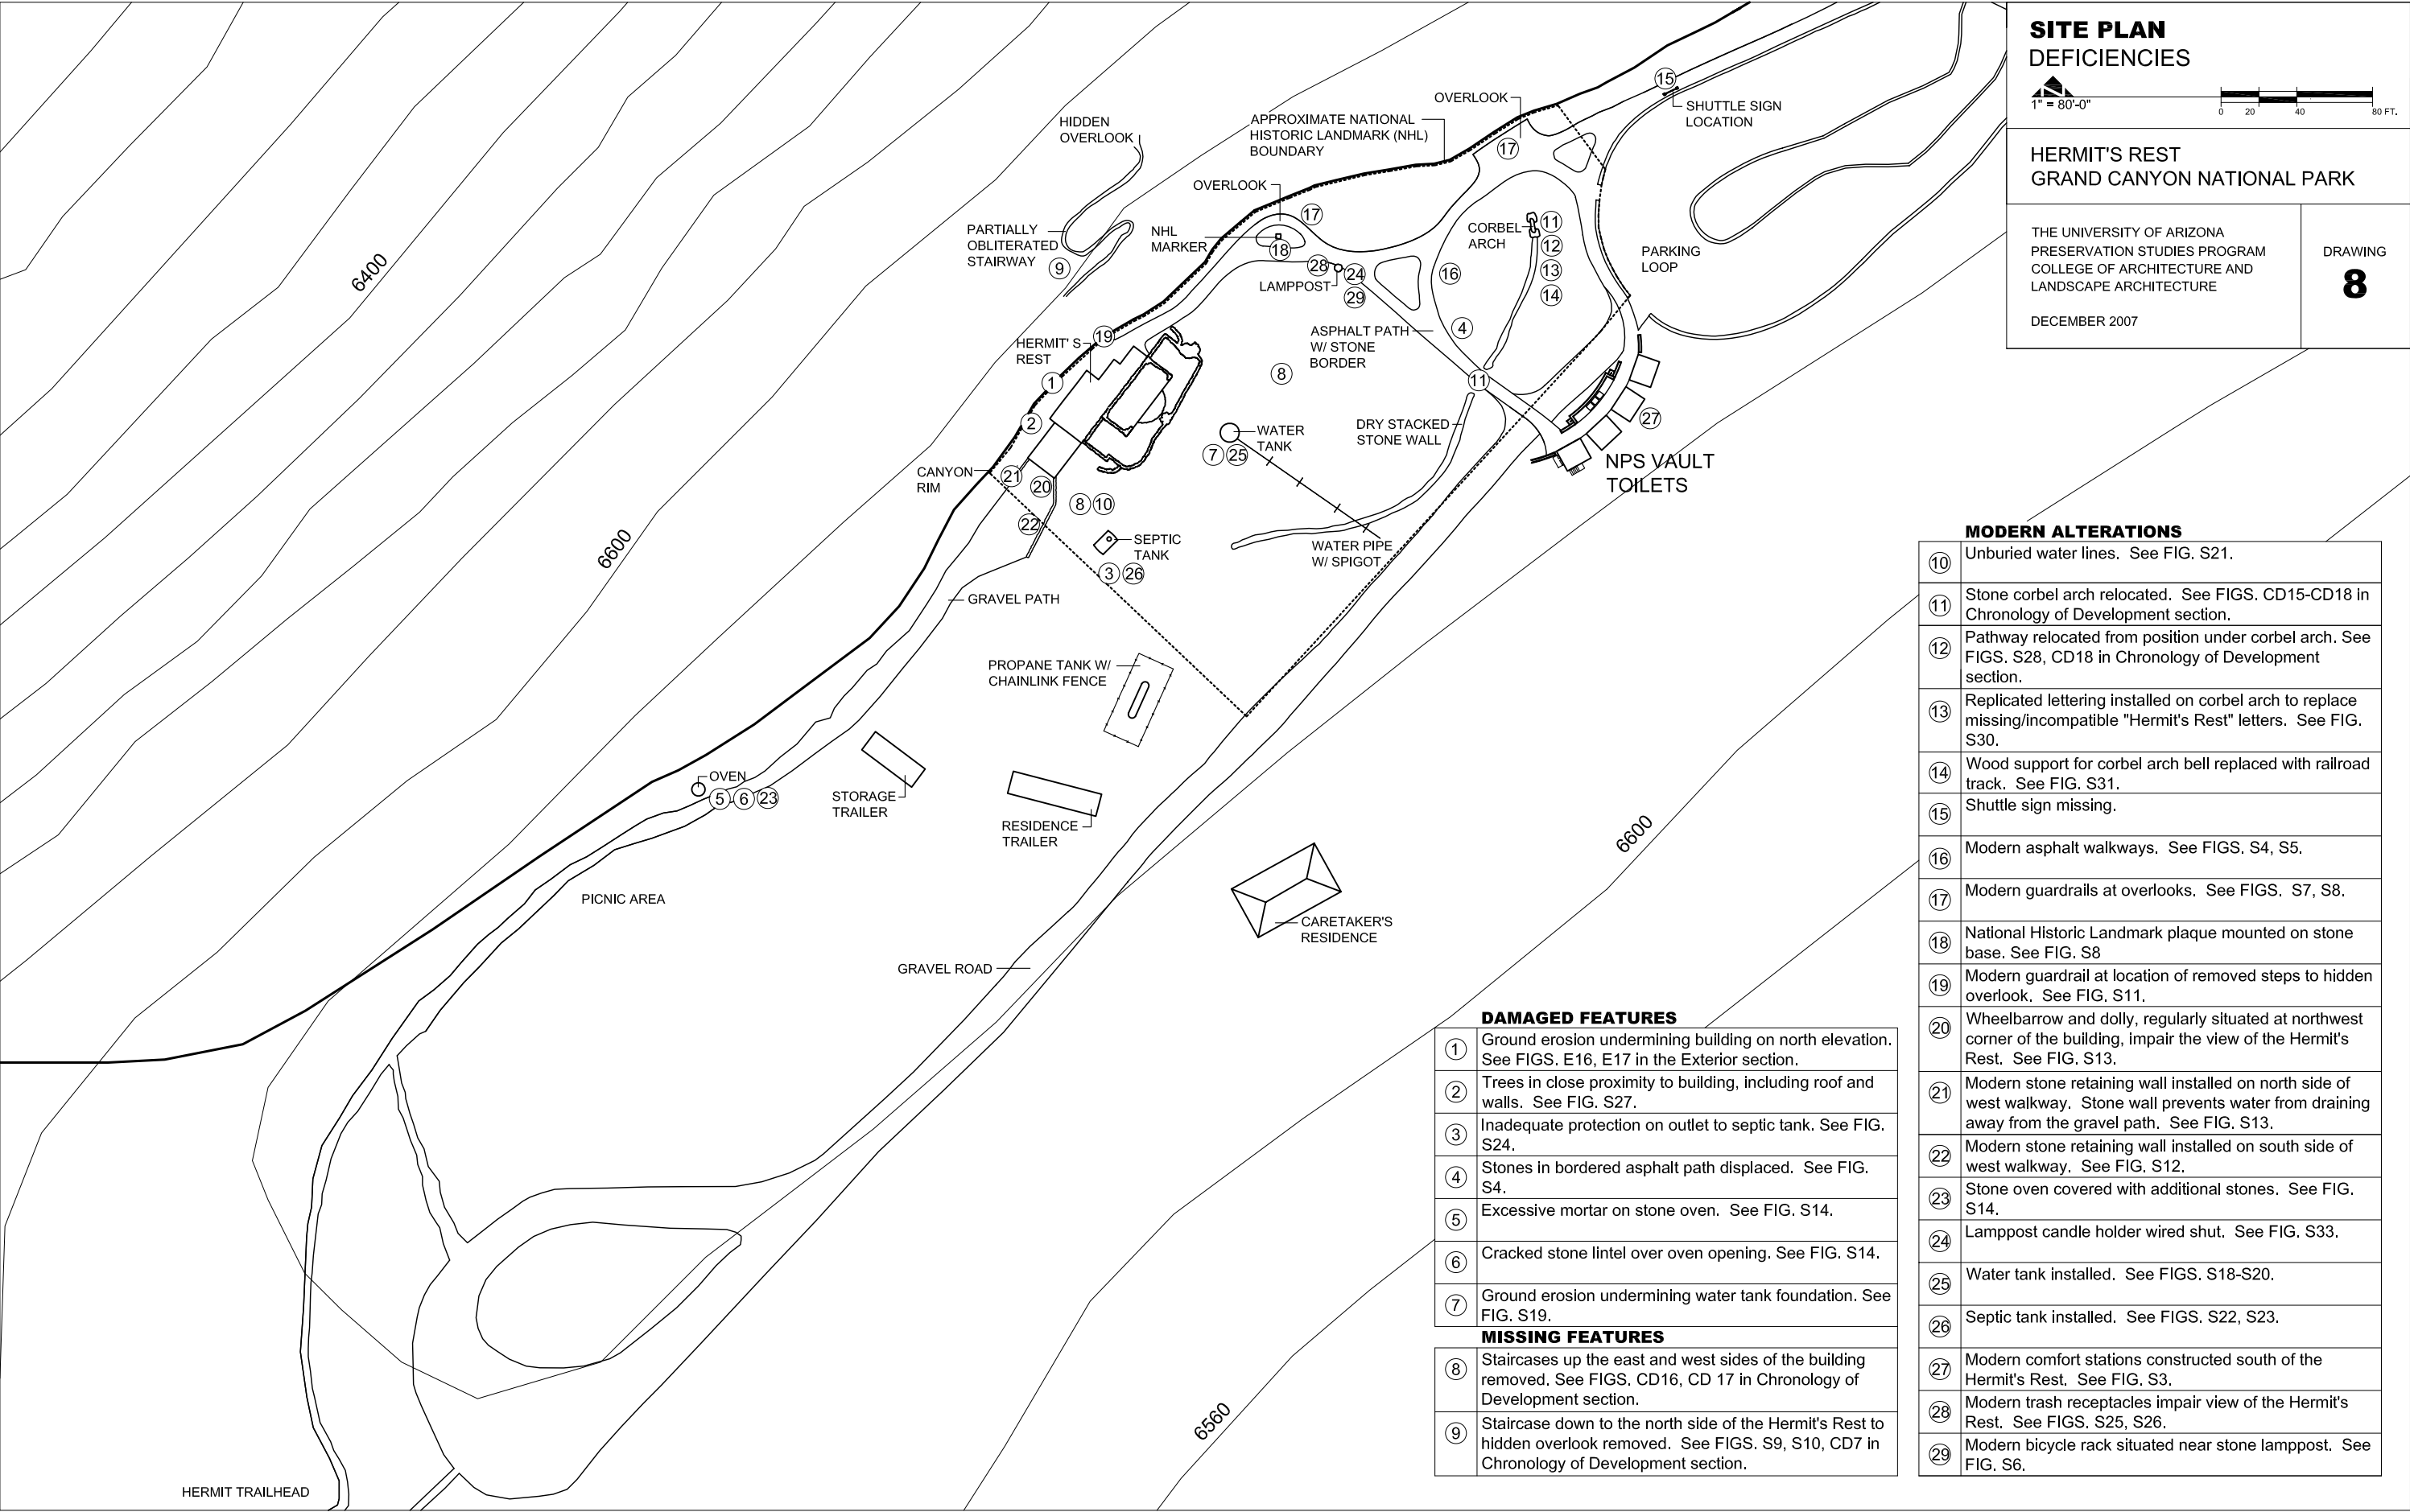 SITE PLAN
DEFICIENCIES
1" = 80'-0"
0 20 40 80 FT.
HERMIT'S REST
GRAND CANYON NATIONAL PARK
THE UNIVERSITY OF ARIZONA
PRESERVATION STUDIES PROGRAM
COLLEGE OF ARCHITECTURE AND
LANDSCAPE ARCHITECTURE
DECEMBER 2007
DRAWING
8
15
SHUTTLE SIGN
LOCATION
OVERLOOK
17
APPROXIMATE NATIONAL
HISTORIC LANDMARK (NHL)
BOUNDARY
HIDDEN
OVERLOOK
OVERLOOK
17
PARTIALLY
OBLITERATED
STAIRWAY
9
NHL
MARKER
18
CORBEL
ARCH
11
12
13
14
16
PARKING
LOOP
28
24
29
LAMPPOST
6400
4
ASPHALT PATH
W/ STONE
BORDER
19
HERMIT' S
REST
1
2
8
11
27
WATER
TANK
7
25
DRY STACKED
STONE WALL
NPS VAULT
TOILETS
CANYON
RIM
21
20
8
10
22
SEPTIC
TANK
3
26
WATER PIPE
W/ SPIGOT
6600
GRAVEL PATH
PROPANE TANK W/
CHAINLINK FENCE
OVEN
5
6
23
STORAGE
TRAILER
RESIDENCE
TRAILER
6600
PICNIC AREA
CARETAKER'S
RESIDENCE
GRAVEL ROAD
6560
HERMIT TRAILHEAD
DAMAGED FEATURES
1
Ground erosion undermining building on north elevation.
See FIGS. E16, E17 in the Exterior section.
2
Trees in close proximity to building, including roof and
walls. See FIG. S27.
3
Inadequate protection on outlet to septic tank. See FIG.
S24.
4
Stones in bordered asphalt path displaced. See FIG.
S4.
5
Excessive mortar on stone oven. See FIG. S14.
6
Cracked stone lintel over oven opening. See FIG. S14.
7
Ground erosion undermining water tank foundation. See
FIG. S19.
MISSING FEATURES
8
Staircases up the east and west sides of the building
removed. See FIGS. CD16, CD 17 in Chronology of
Development section.
9
Staircase down to the north side of the Hermit's Rest to
hidden overlook removed. See FIGS. S9, S10, CD7 in
Chronology of Development section.
MODERN ALTERATIONS
10
Unburied water lines. See FIG. S21.
11
Stone corbel arch relocated. See FIGS. CD15-CD18 in
Chronology of Development section.
12
Pathway relocated from position under corbel arch. See
FIGS. S28, CD18 in Chronology of Development
section.
13
Replicated lettering installed on corbel arch to replace
missing/incompatible "Hermit's Rest" letters. See FIG.
S30.
14
Wood support for corbel arch bell replaced with railroad
track. See FIG. S31.
15
Shuttle sign missing.
16
Modern asphalt walkways. See FIGS. S4, S5.
17
Modern guardrails at overlooks. See FIGS. S7, S8.
18
National Historic Landmark plaque mounted on stone
base. See FIG. S8
19
Modern guardrail at location of removed steps to hidden
overlook. See FIG. S11.
20
Wheelbarrow and dolly, regularly situated at northwest
corner of the building, impair the view of the Hermit's
Rest. See FIG. S13.
21
Modern stone retaining wall installed on north side of
west walkway. Stone wall prevents water from draining
away from the gravel path. See FIG. S13.
22
Modern stone retaining wall installed on south side of
west walkway. See FIG. S12.
23
Stone oven covered with additional stones. See FIG.
S14.
24
Lamppost candle holder wired shut. See FIG. S33.
25
Water tank installed. See FIGS. S18-S20.
26
Septic tank installed. See FIGS. S22, S23.
27
Modern comfort stations constructed south of the
Hermit's Rest. See FIG. S3.
28
Modern trash receptacles impair view of the Hermit's
Rest. See FIGS. S25, S26.
29
Modern bicycle rack situated near stone lamppost. See
FIG. S6.